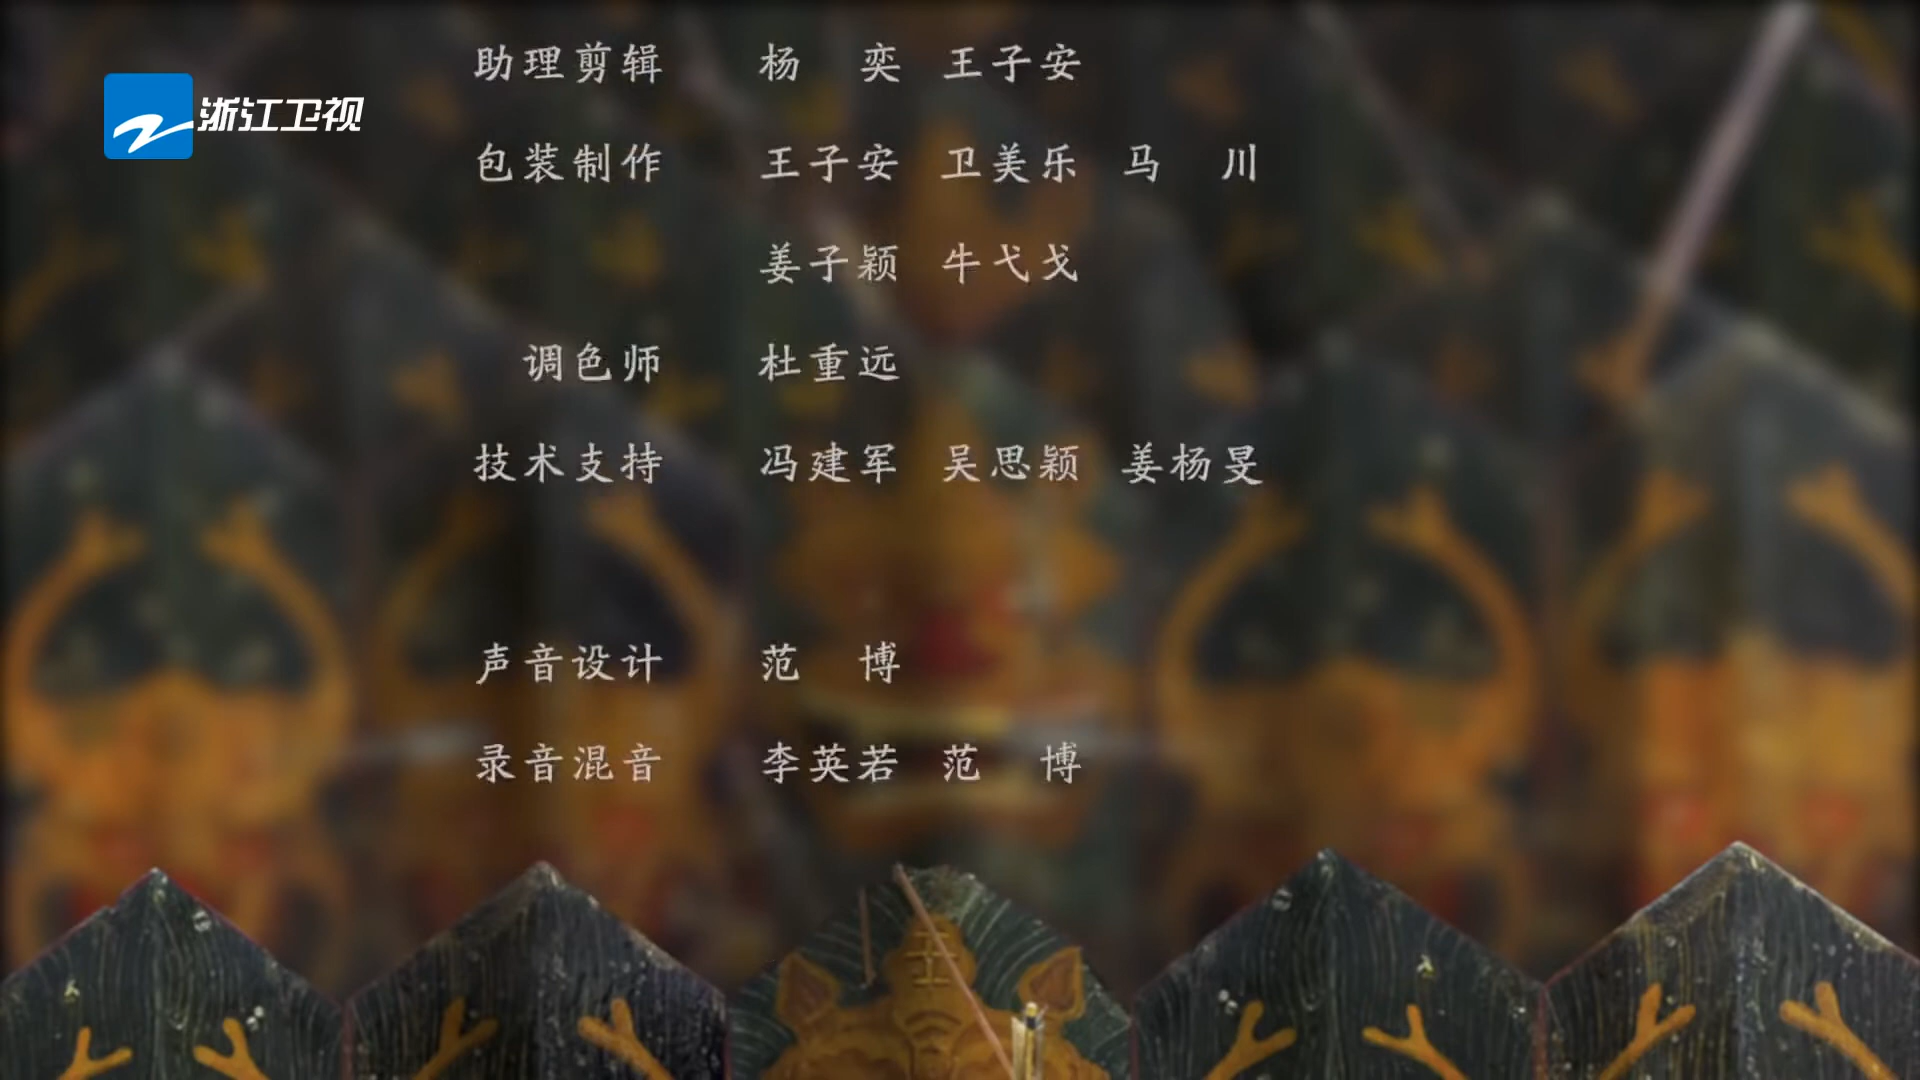 助理剪辑 杨 奕 王子安
浙江卫视
包装制作 王子安 卫美乐 马 川
姜子颖 牛弋戈
调色师 杜重远
技术支持 冯建军 吴思颖 姜杨旻
声音设计 范 博
录音混音 李英若 范 博
王